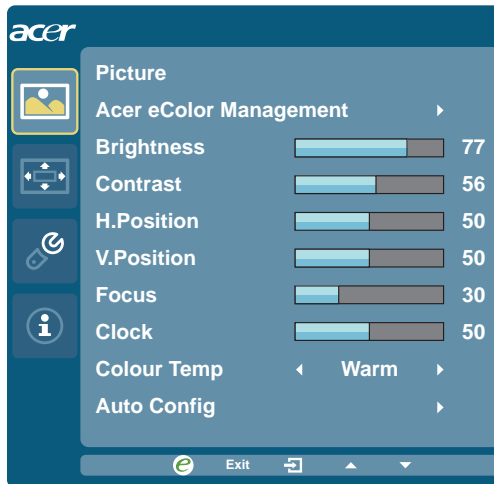 acer
Picture
Acer eColor Management
Brightness 77
Contrast 56
H.Position 50
V.Position 50
Focus 30
Clock 50
Colour Temp Warm
Auto Config
e Exit